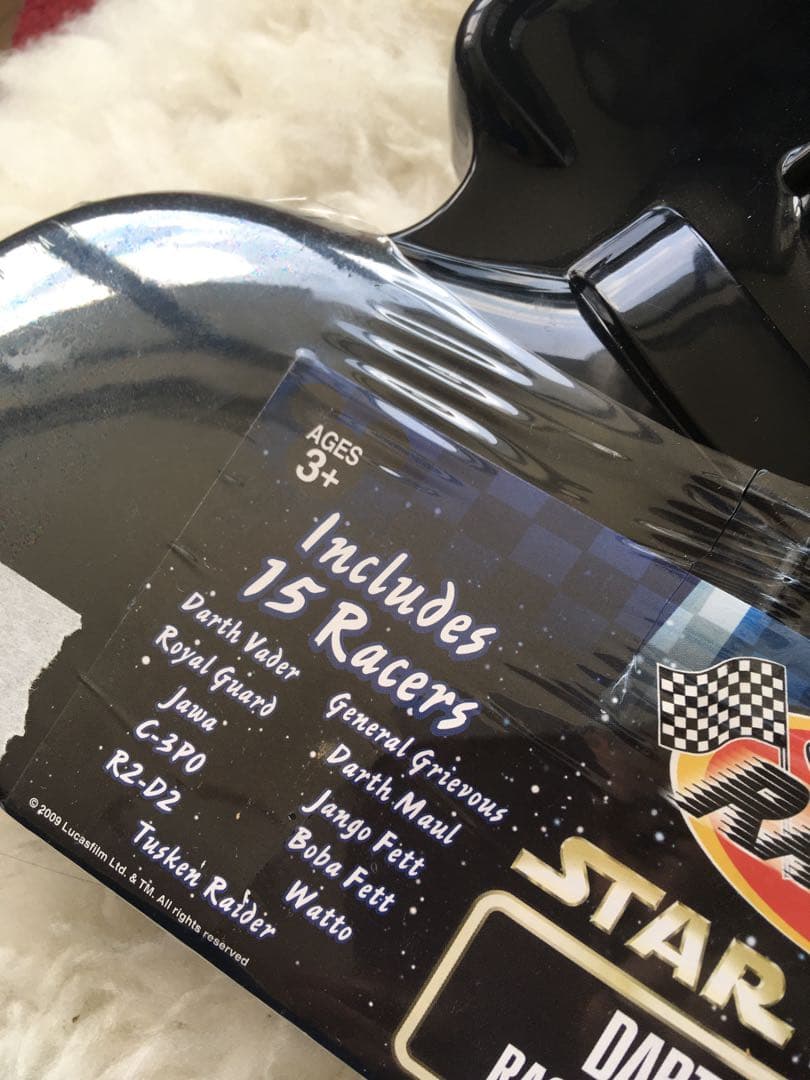 AGES
3+
Includes
15 Racers
Darth Vader
Royal Guard
Jawa
C-3PO
R2-D2
Tusken Raider
General Grievous
Darth Maul
Jango Fett
Boba Fett
Watto
© 2009 Lucasfilm Ltd. & TM. All rights reserved
STAR